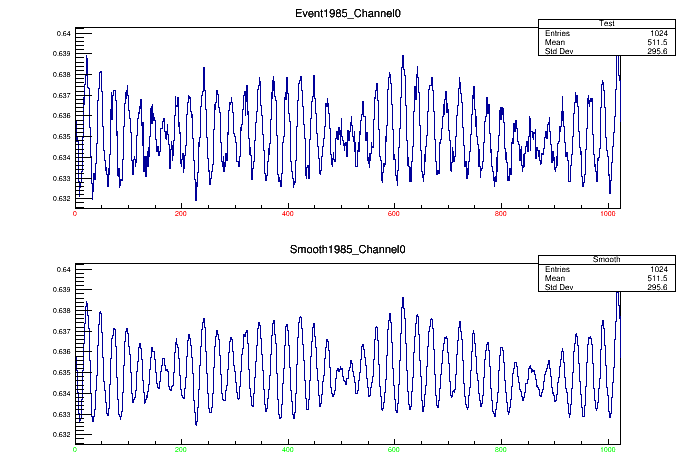 Event1985_Channel0
Test
Entries 1024
Mean 511.5
Std Dev 295.6
0.64
0.639
0.638
0.637
0.636
0.635
0.634
0.633
0.632
0 200 400 600 800 1000
Smooth1985_Channel0
Smooth
Entries 1024
Mean 511.5
Std Dev 295.6
0.64
0.639
0.638
0.637
0.636
0.635
0.634
0.633
0.632
0 200 400 600 800 1000